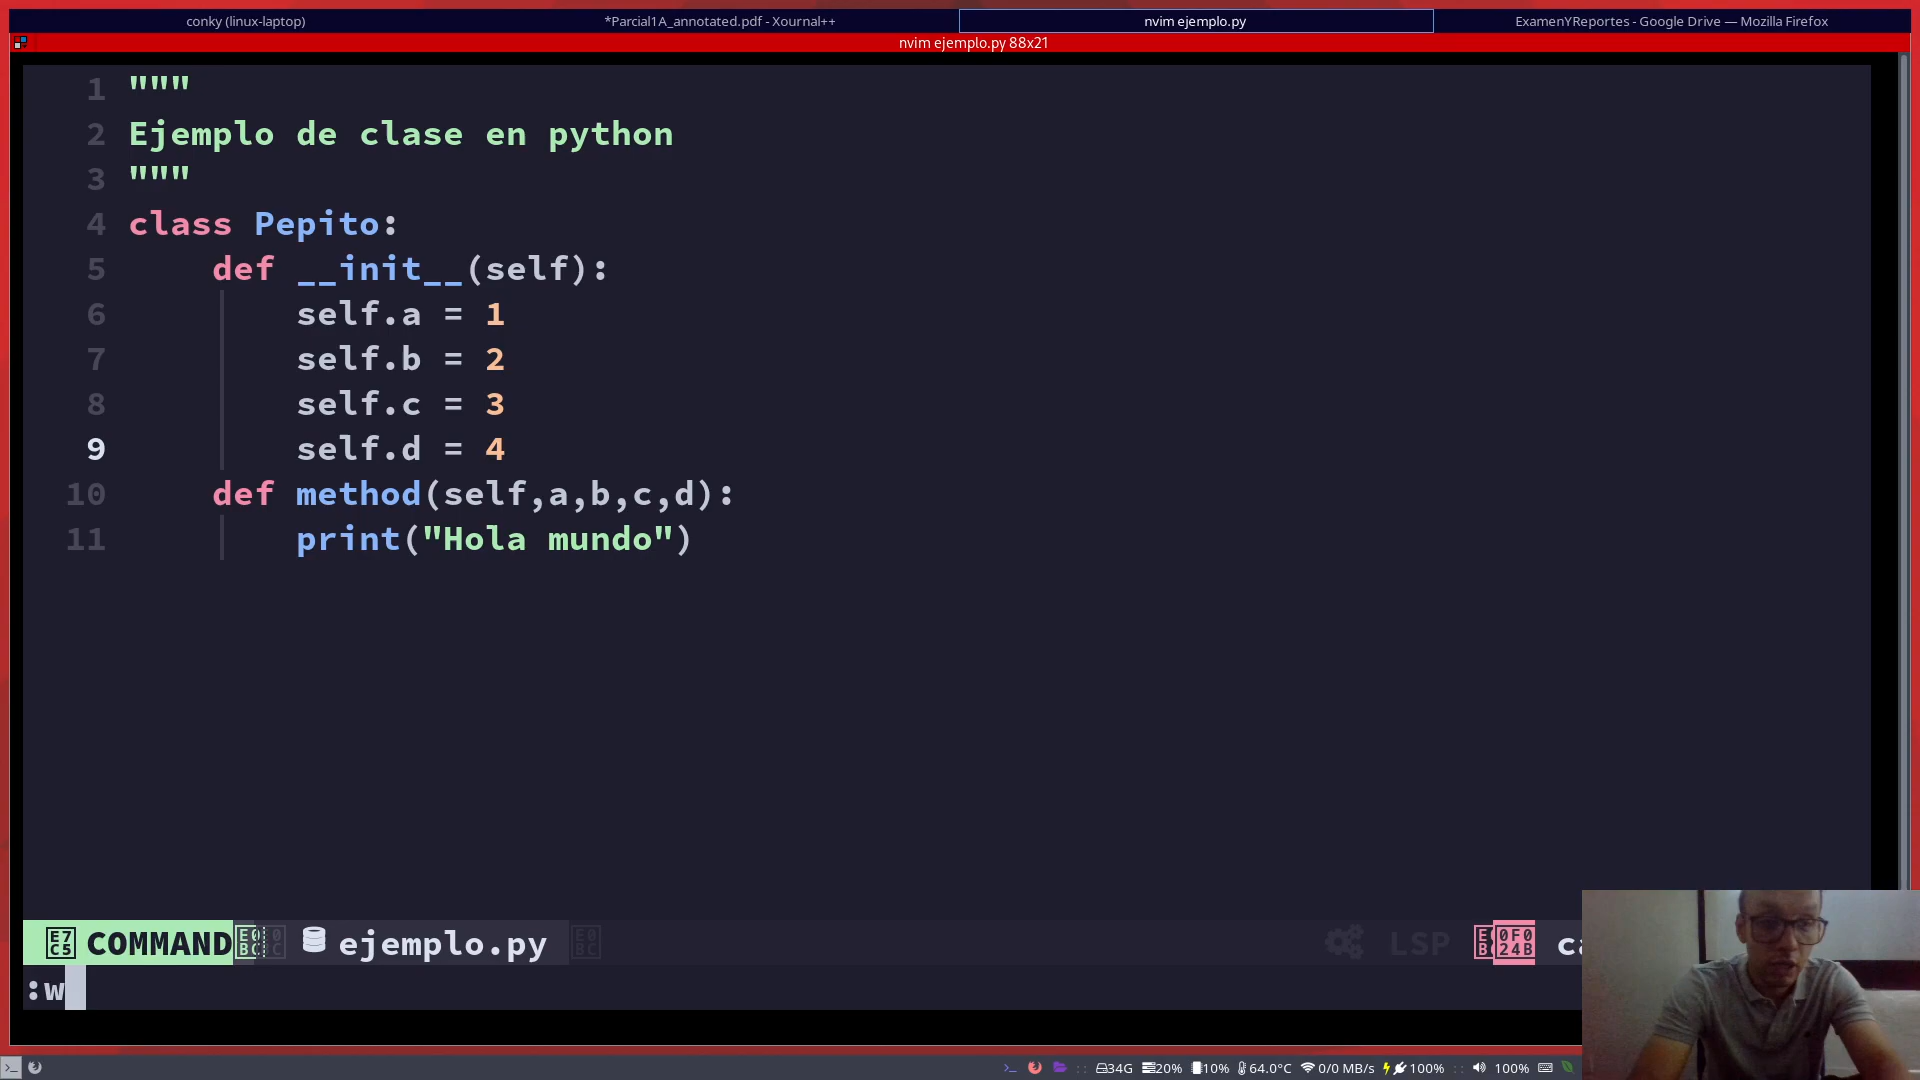 conky (linux-laptop)
*Parcial1A_annotated.pdf - Xournal++
nvim ejemplo.py
ExamenYReportes - Google Drive — Mozilla Firefox
nvim ejemplo.py 88x21
1 """
2 Ejemplo de clase en python
3 """
4 class Pepito:
5     def __init__(self):
6         self.a = 1
7         self.b = 2
8         self.c = 3
9         self.d = 4
10     def method(self,a,b,c,d):
11         print("Hola mundo")
COMMAND ejemplo.py LSP
:w
34G 20% 10% 64.0°C 0/0 MB/s 100% :: 100%